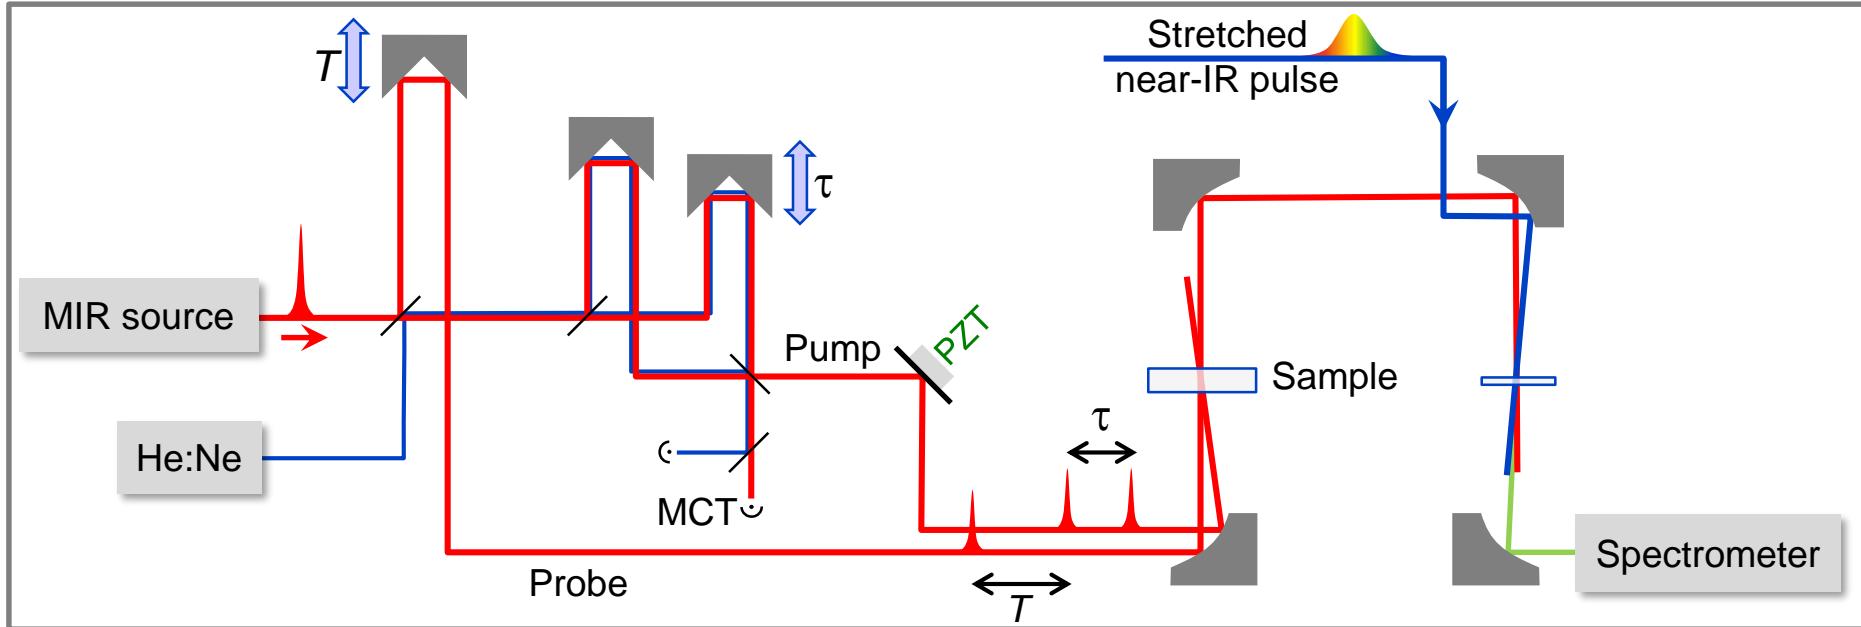 T
Stretched
near-IR pulse
τ
MIR source
Pump
PZT
Sample
τ
He:Ne
MCT
Probe
T
Spectrometer